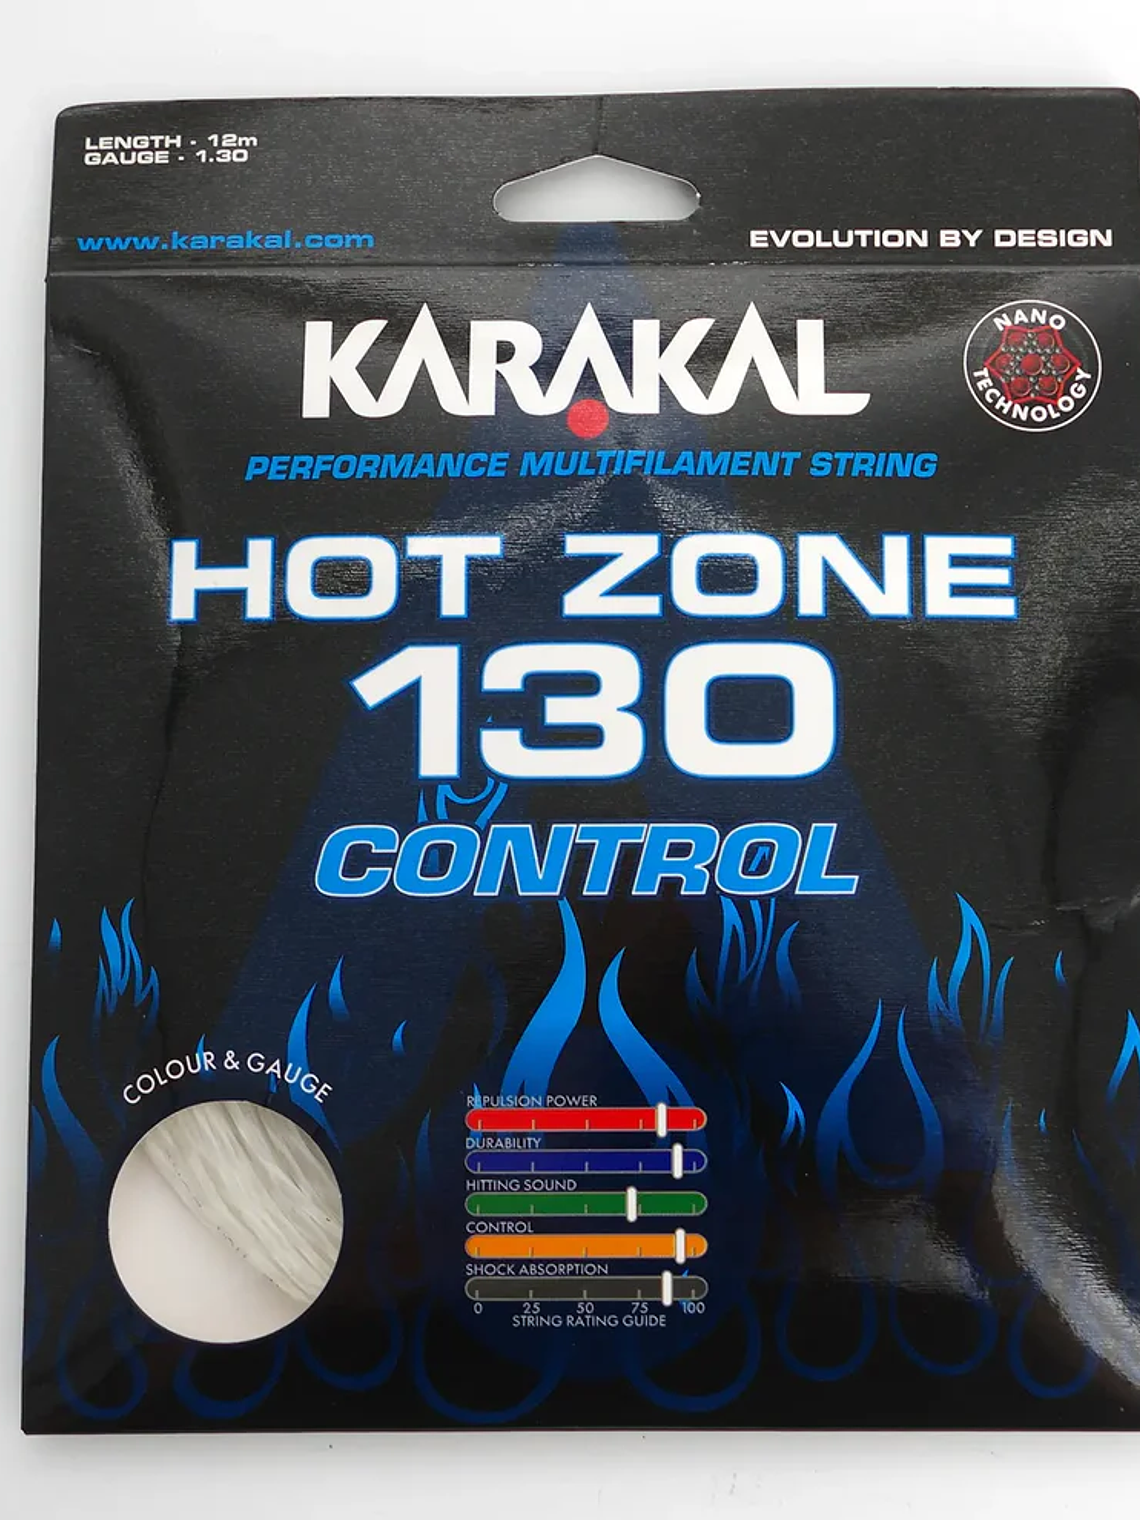 LENGTH - 12m
GAUGE - 1.30
www.karakal.com
EVOLUTION BY DESIGN
KARAKAL
NANO TECHNOLOGY
PERFORMANCE MULTIFILAMENT STRING
HOT ZONE
130
CONTROL
COLOUR & GAUGE
REPULSION POWER
DURABILITY
HITTING SOUND
CONTROL
SHOCK ABSORPTION
0 25 50 75 100
STRING RATING GUIDE